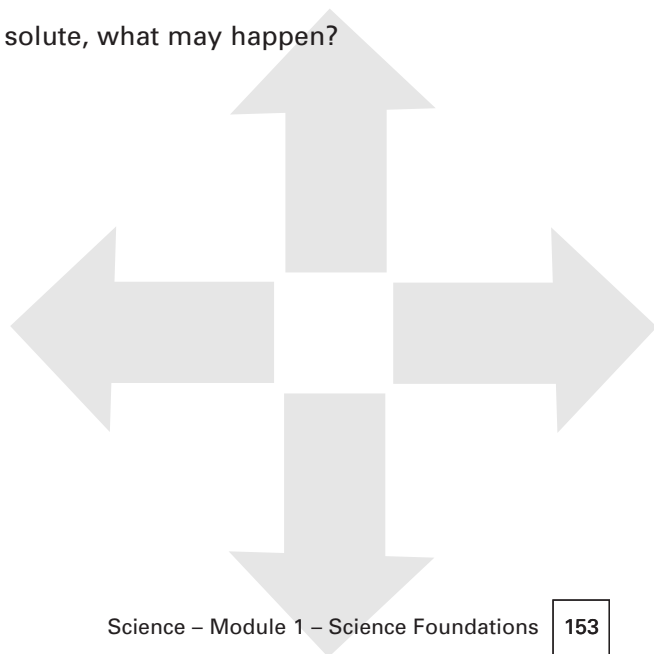 solute, what may happen?
Science – Module 1 – Science Foundations 153